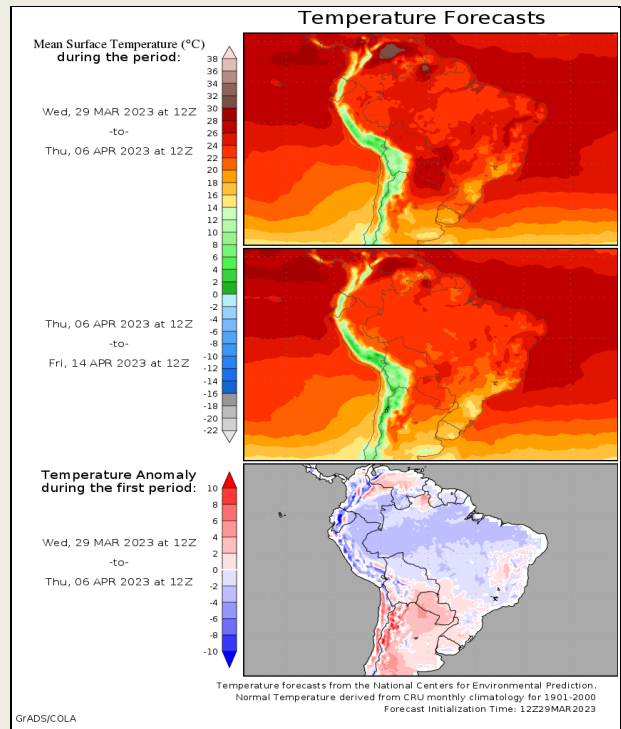 Temperature Forecasts
Mean Surface Temperature (°C)
during the period:
Wed, 29 MAR 2023 at 12Z
-to-
Thu, 06 APR 2023 at 12Z
38
36
34
32
30
28
26
24
22
20
18
16
14
12
10
8
6
4
2
0
-2
-4
-6
-8
-10
-12
-14
-16
-18
-20
-22
Thu, 06 APR 2023 at 12Z
-to-
Fri, 14 APR 2023 at 12Z
Temperature Anomaly
during the first period:
Wed, 29 MAR 2023 at 12Z
-to-
Thu, 06 APR 2023 at 12Z
10
8
6
4
2
0
-2
-4
-6
-8
-10
Temperature forecasts from the National Centers for Environmental Prediction.
Normal Temperature derived from CRU monthly climatology for 1901-2000
Forecast Initialization Time: 12Z29MAR2023
GrADS/COLA